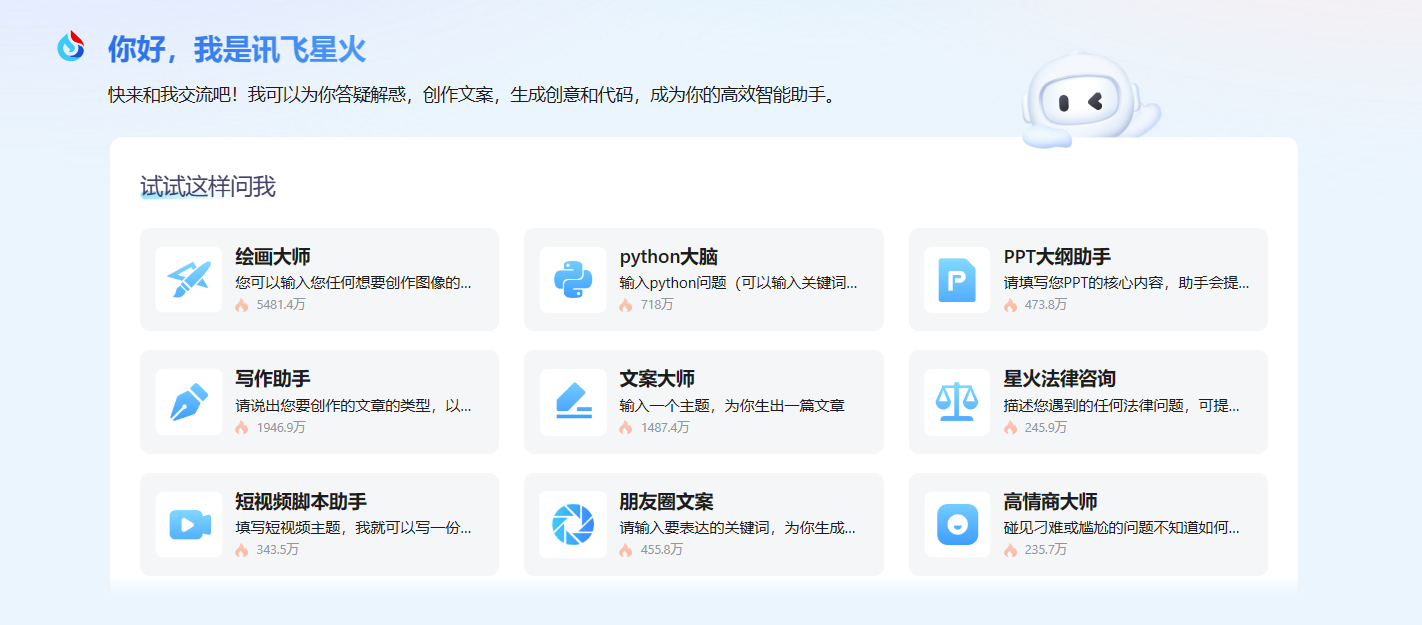 你好，我是讯飞星火
快来和我交流吧！我可以为你答疑解惑，创作文案，生成创意和代码，成为你的高效智能助手。
试试这样问我
绘画大师
您可以输入您任何想要创作图像的...
5481.4万
python大脑
输入python问题（可以输入关键词...
718万
PPT大纲助手
请填写您PPT的核心内容，助手会提...
473.8万
写作助手
请说出您要创作的文章的类型，以...
1946.9万
文案大师
输入一个主题，为你生出一篇文章
1487.4万
星火法律咨询
描述您遇到的任何法律问题，可提...
245.9万
短视频脚本助手
填写短视频主题，我就可以写一份...
343.5万
朋友圈文案
请输入要表达的关键词，为你生成...
455.8万
高情商大师
碰见刁难或尴尬的问题不知道如何...
235.7万